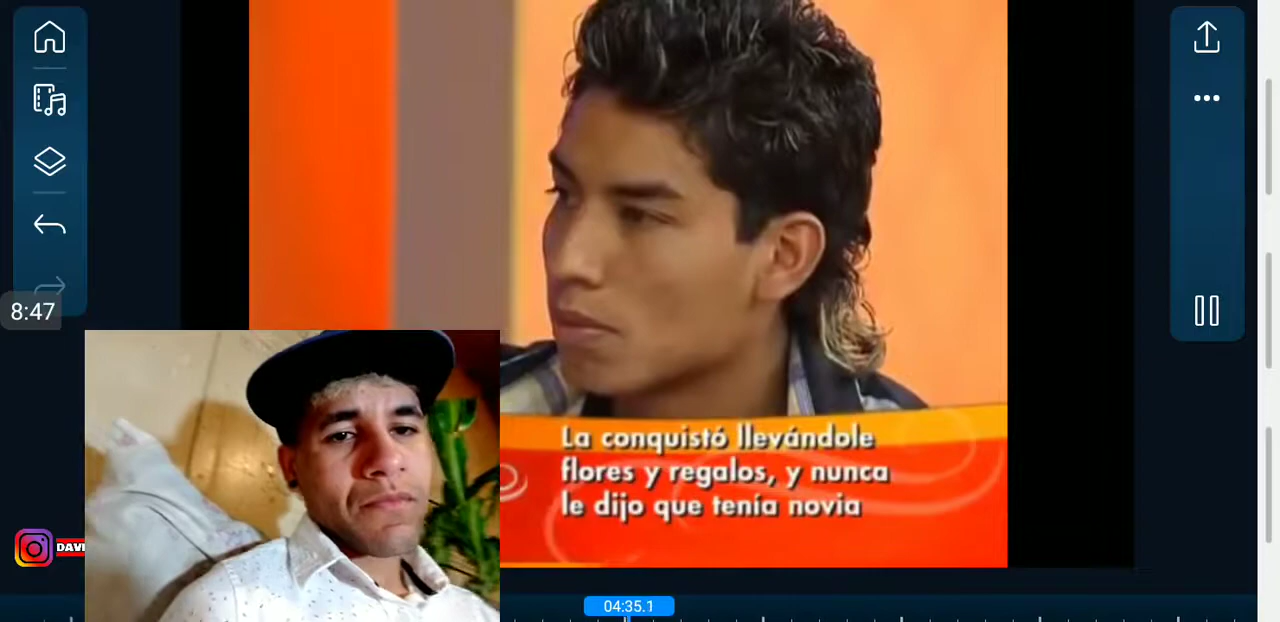 8:47
La conquistó llevándole
flores y regalos, y nunca
le dijo que tenía novia
04:35.1